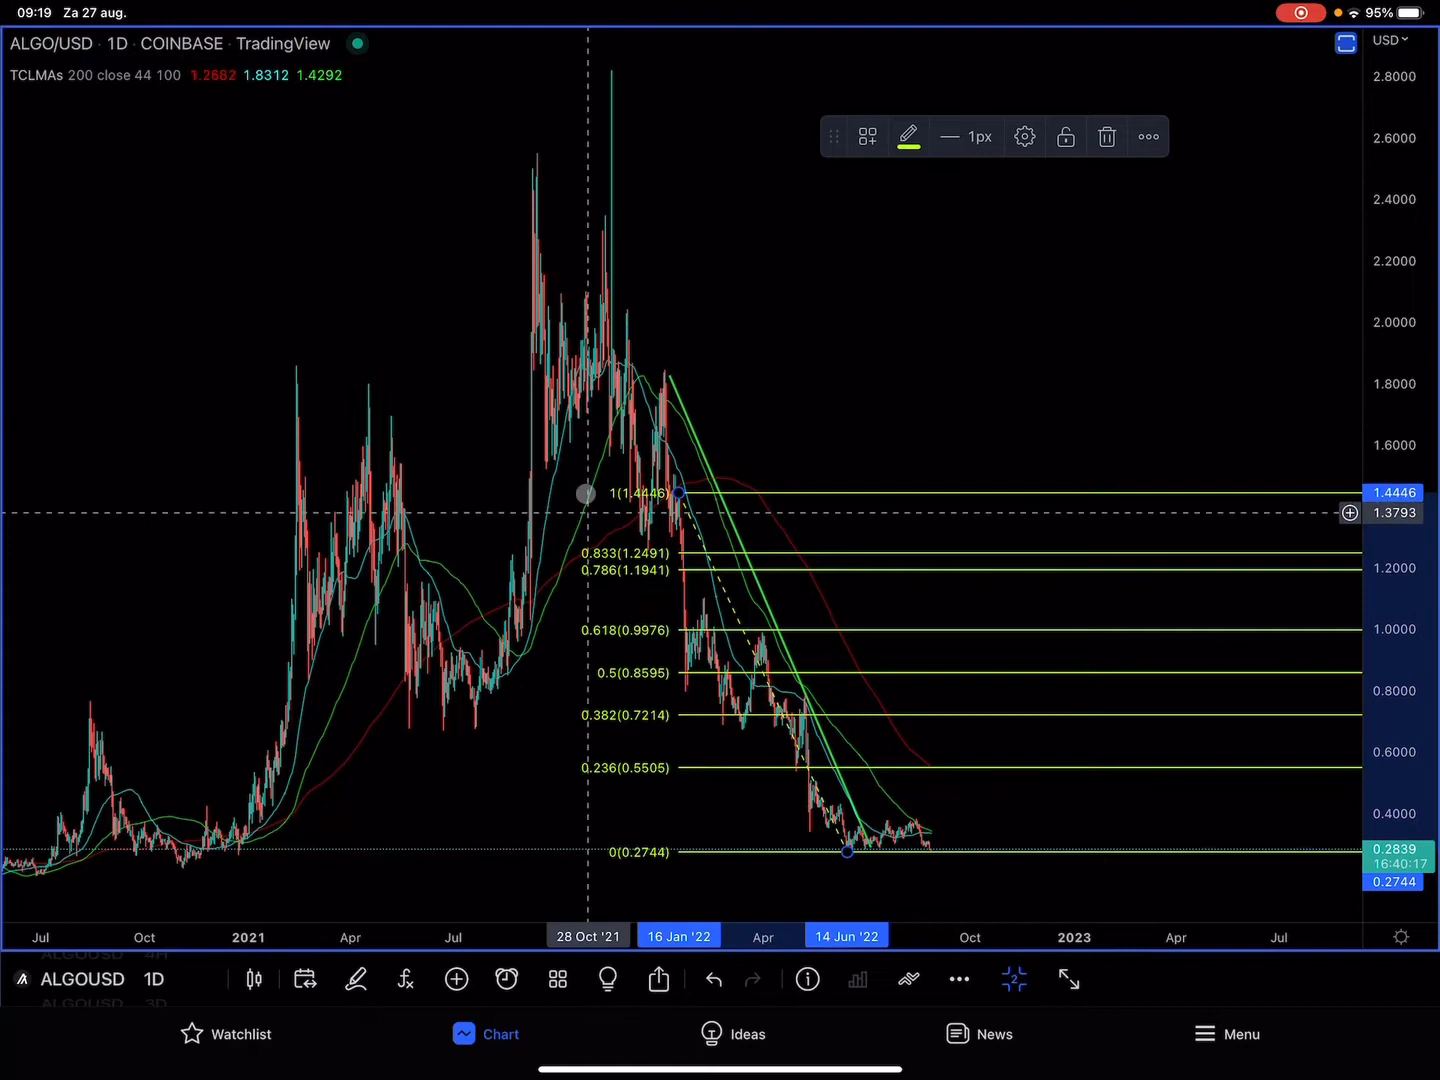 09:19 Za 27 aug. 95%
ALGO/USD · 1D · COINBASE · TradingView USD
TCLMAs 200 close 44 100 1.2682 1.8312 1.4292
2.8000
1px
2.6000
2.4000
2.2000
2.0000
1.8000
1.6000
1(1.4446) 1.4446
1.3793
0.833(1.2491)
0.786(1.1941) 1.2000
0.618(0.9976) 1.0000
0.5(0.8595) 0.8000
0.382(0.7214)
0.236(0.5505) 0.6000
0.4000
0(0.2744) 0.2839
16:40:17
0.2744
Jul Oct 2021 Apr Jul 28 Oct '21 16 Jan '22 Apr 14 Jun '22 Oct 2023 Apr Jul
ALGOUSD 4H
ALGOUSD 1D 2
ALGOUSD 3D
Watchlist Chart Ideas News Menu